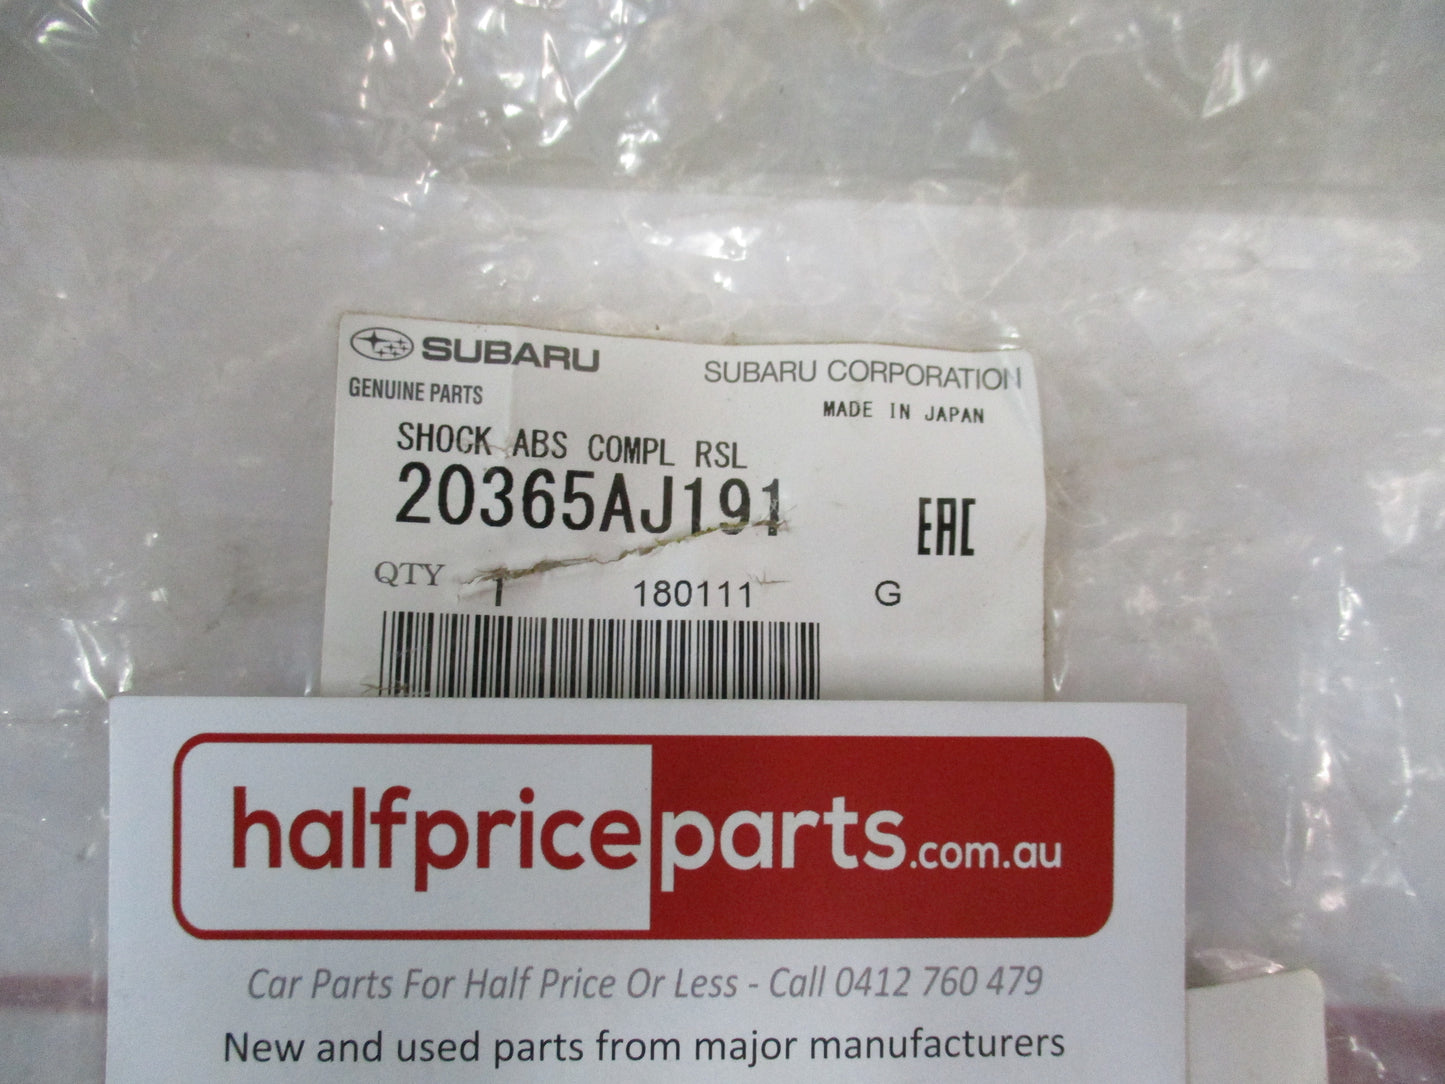 SUBARU
SUBARU CORPORATION
GENUINE PARTS
MADE IN JAPAN
SHOCK ABS COMPL RSL
20365AJ191
EAC
QTY 1 180111 G
halfpriceparts.com.au
Car Parts For Half Price Or Less - Call 0412 760 479
New and used parts from major manufacturers